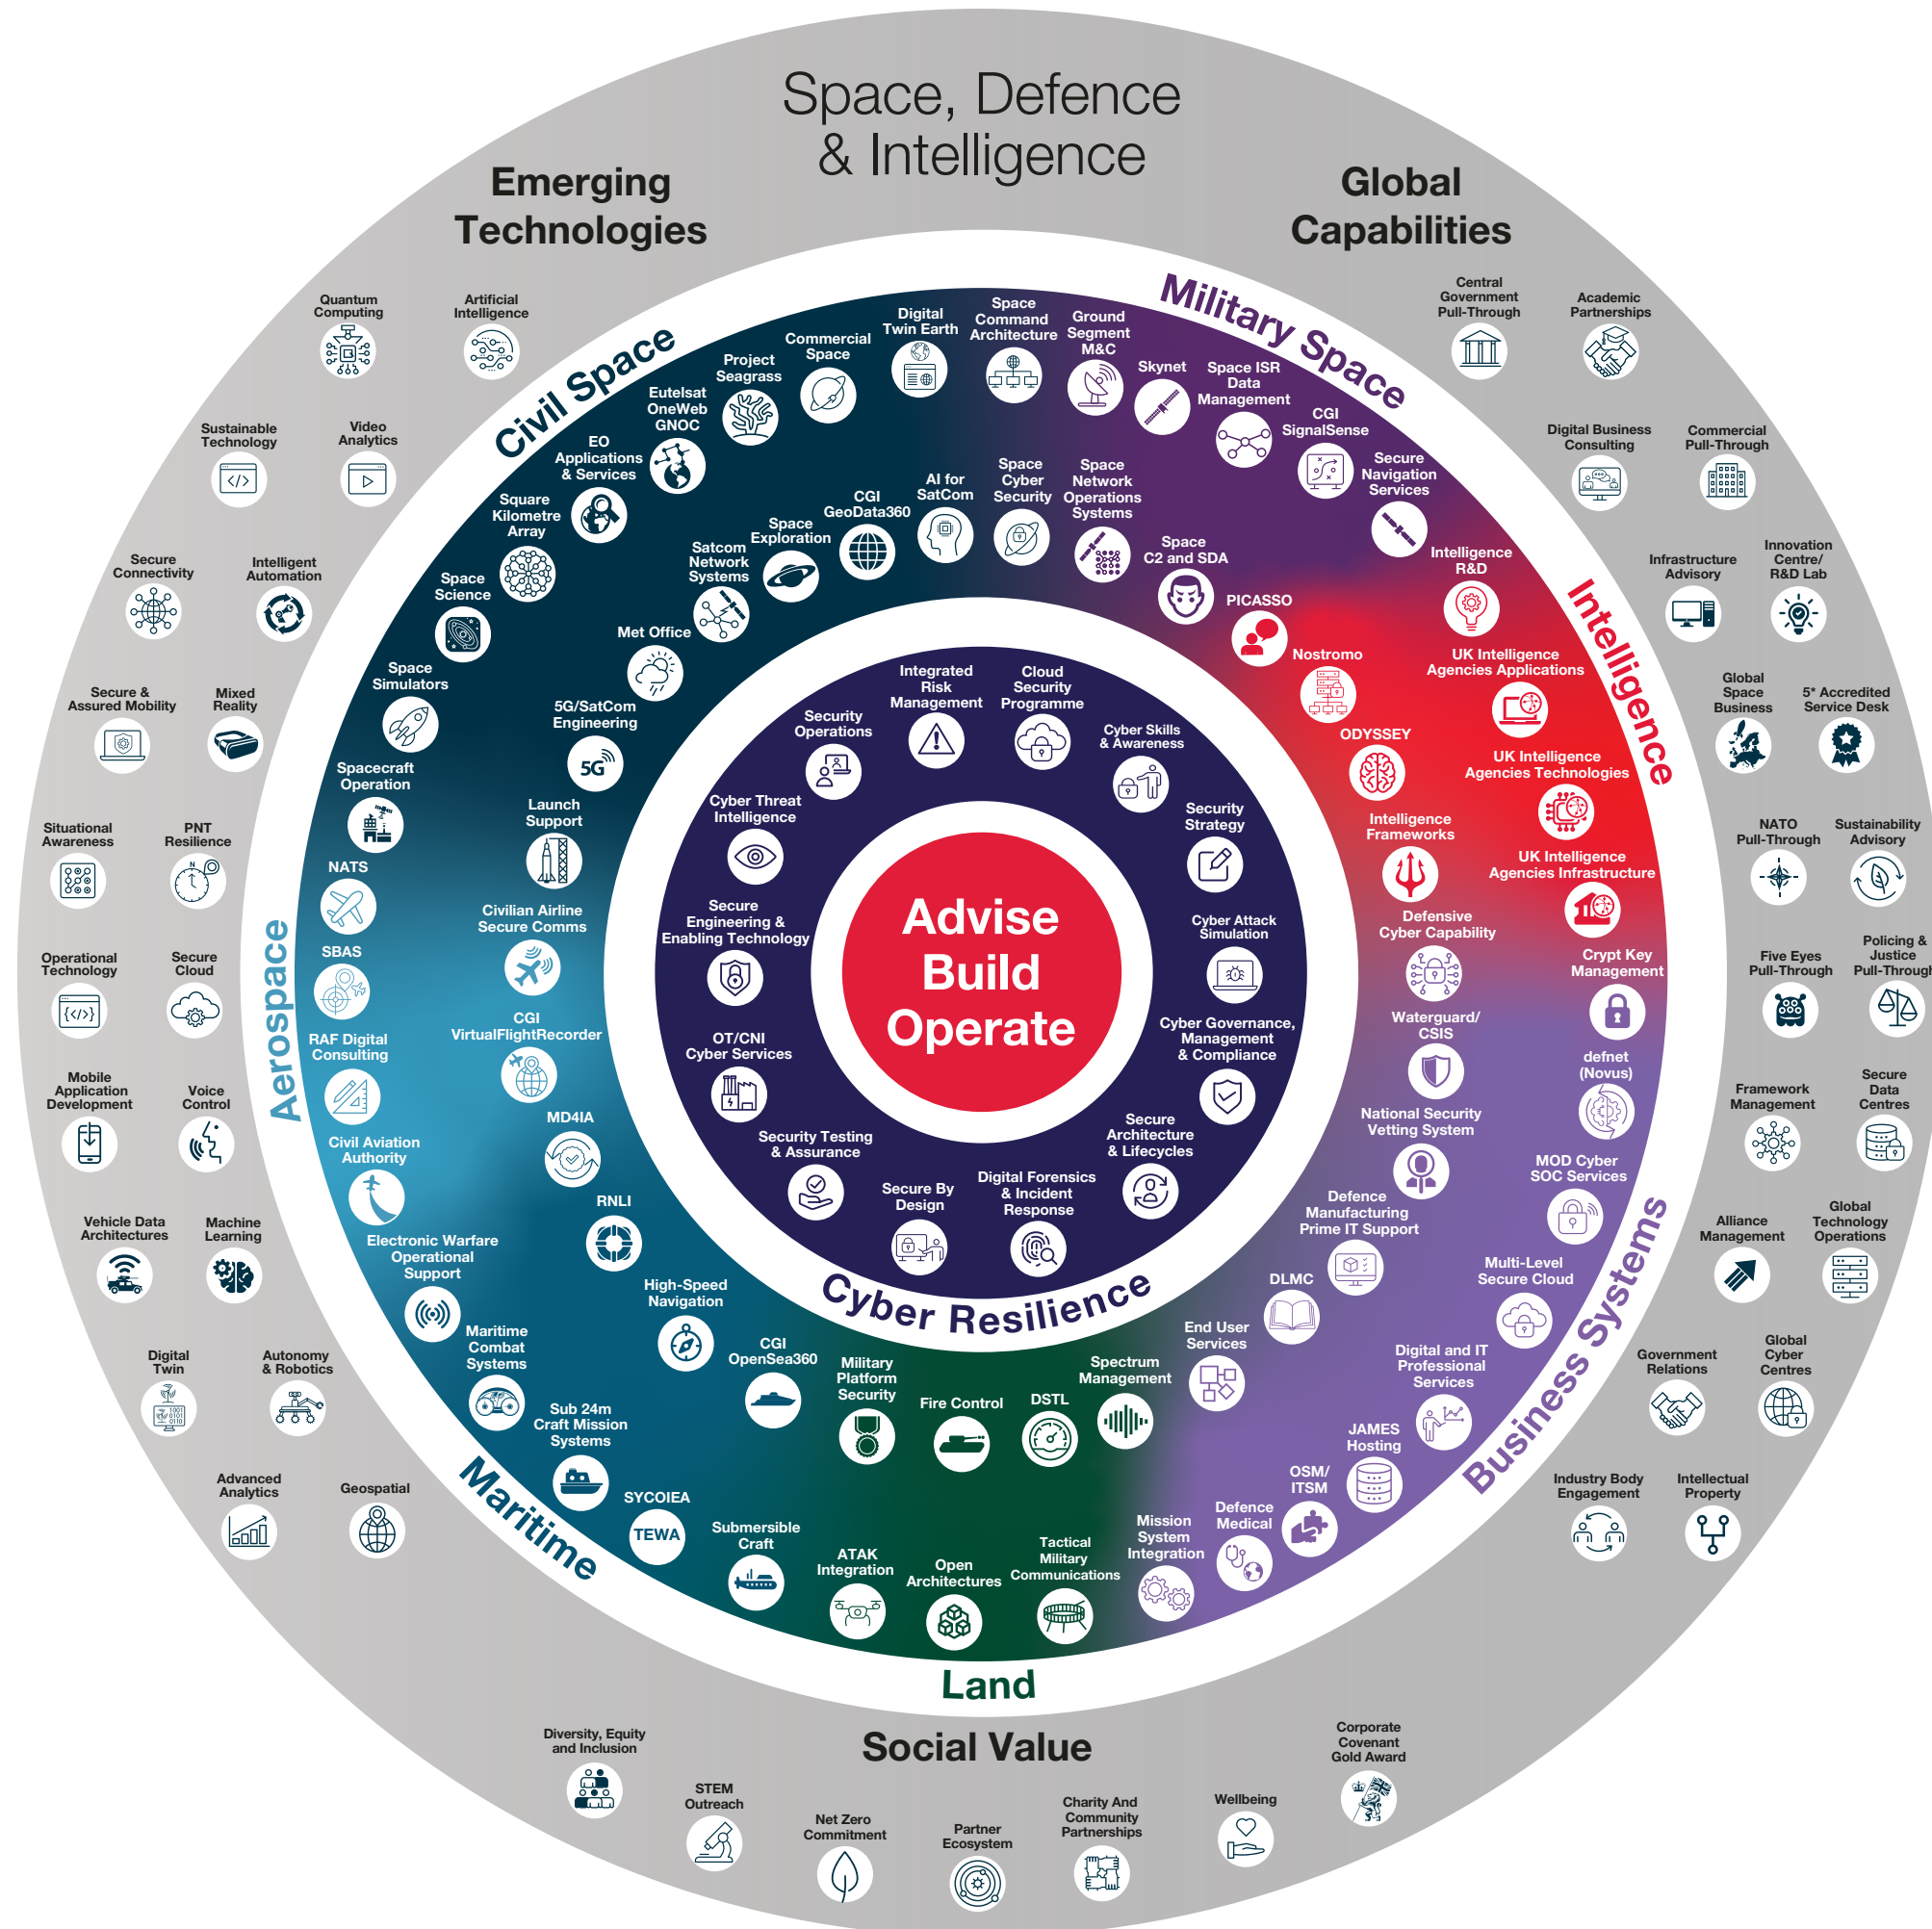 Space, Defence
& Intelligence
Emerging
Technologies
Quantum
Computing
Artificial
Intelligence
Sustainable
Technology
Video
Analytics
Secure
Connectivity
Intelligent
Automation
Secure &
Assured Mobility
Mixed
Reality
Situational
Awareness
PNT
Resilience
N
Operational
Technology
Secure
Cloud
Mobile
Application
Development
Voice
Control
Vehicle Data
Architectures
Machine
Learning
Digital
Twin
1001
0101
0110
Autonomy
& Robotics
Advanced
Analytics
Geospatial
Global
Capabilities
Central
Government
Pull-Through
Academic
Partnerships
Digital Business
Consulting
Commercial
Pull-Through
Infrastructure
Advisory
Innovation
Centre/
R&D Lab
Global
Space
Business
5* Accredited
Service Desk
NATO
Pull-Through
Sustainability
Advisory
Five Eyes
Pull-Through
Policing &
Justice
Pull-Through
Framework
Management
Secure
Data
Centres
Alliance
Management
Global
Technology
Operations
Government
Relations
Global
Cyber
Centres
Industry Body
Engagement
Intellectual
Property
Civil Space
Digital
Twin Earth
Commercial
Space
Project
Seagrass
Eutelsat
OneWeb
GNOC
EO
Applications
& Services
Square
Kilometre
Array
Space
Science
Space
Simulators
Spacecraft
Operation
AI for
SatCom
CGI
GeoData360
Space
Exploration
Satcom
Network
Systems
Met Office
5G/SatCom
Engineering
5G
Launch
Support
Military Space
Space
Command
Architecture
Ground
Segment
M&C
Skynet
Space ISR
Data
Management
CGI
SignalSense
Secure
Navigation
Services
Space
Cyber
Security
Space
Network
Operations
Systems
Space
C2 and SDA
Intelligence
Intelligence
R&D
PICASSO
Nostromo
UK Intelligence
Agencies Applications
ODYSSEY
UK Intelligence
Agencies Technologies
Intelligence
Frameworks
UK Intelligence
Agencies Infrastructure
Defensive
Cyber Capability
Crypt Key
Management
Business Systems
Waterguard/
CSIS
defnet
(Novus)
National Security
Vetting System
MOD Cyber
SOC Services
Defence
Manufacturing
Prime IT Support
Multi-Level
Secure Cloud
DLMC
End User
Services
Digital and IT
Professional
Services
JAMES
Hosting
OSM/
ITSM
Defence
Medical
Mission
System
Integration
Land
Spectrum
Management
DSTL
Fire Control
Military
Platform
Security
Tactical
Military
Communications
Open
Architectures
ATAK
Integration
Maritime
CGI
OpenSea360
High-Speed
Navigation
RNLI
Submersible
Craft
SYCOIEA
TEWA
Sub 24m
Craft Mission
Systems
Maritime
Combat
Systems
Electronic Warfare
Operational
Support
Aerospace
NATS
Civilian Airline
Secure Comms
SBAS
CGI
VirtualFlightRecorder
RAF Digital
Consulting
MD4IA
Civil Aviation
Authority
Cyber Resilience
Integrated
Risk
Management
Cloud
Security
Programme
Cyber Skills
& Awareness
Security
Strategy
Cyber Attack
Simulation
Cyber Governance,
Management
& Compliance
Secure
Architecture
& Lifecycles
Digital Forensics
& Incident
Response
Secure By
Design
Security Testing
& Assurance
OT/CNI
Cyber Services
Secure
Engineering &
Enabling Technology
Cyber Threat
Intelligence
Security
Operations
Advise
Build
Operate
Social Value
Diversity, Equity
and Inclusion
STEM
Outreach
Net Zero
Commitment
Partner
Ecosystem
Charity And
Community
Partnerships
Wellbeing
Corporate
Covenant
Gold Award